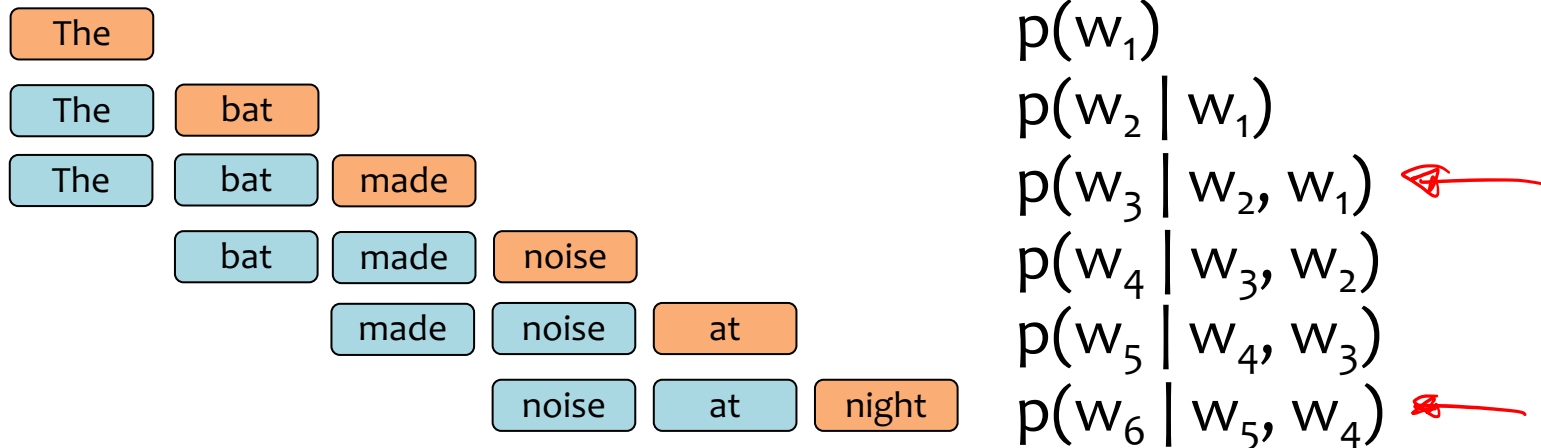 The p(w₁)
The bat p(w₂ | w₁)
The bat made p(w₃ | w₂, w₁)
bat made noise p(w₄ | w₃, w₂)
made noise at p(w₅ | w₄, w₃)
noise at night p(w₆ | w₅, w₄)